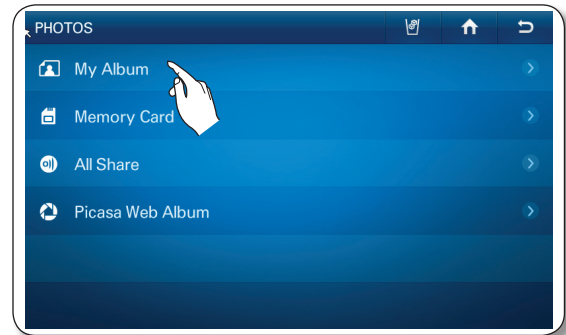 PHOTOS
My Album
Memory Card
All Share
Picasa Web Album